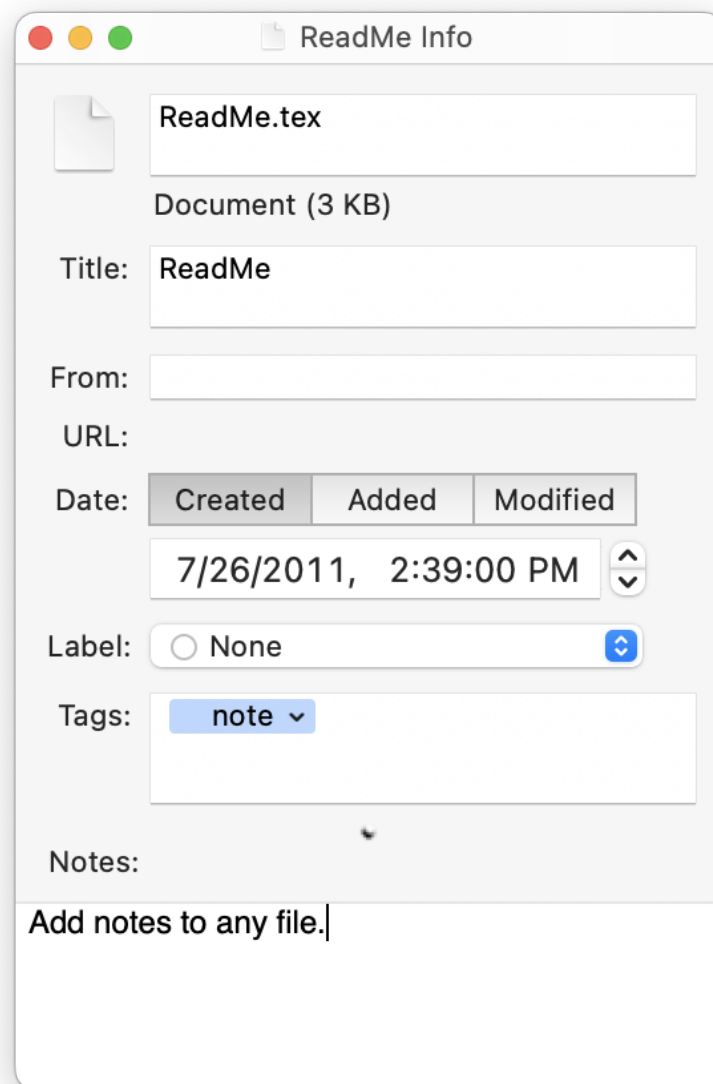 ReadMe Info
ReadMe.tex
Document (3 KB)
Title: ReadMe
From:
URL:
Date: Created Added Modified
7/26/2011, 2:39:00 PM
Label: None
Tags: note
Notes:
Add notes to any file.